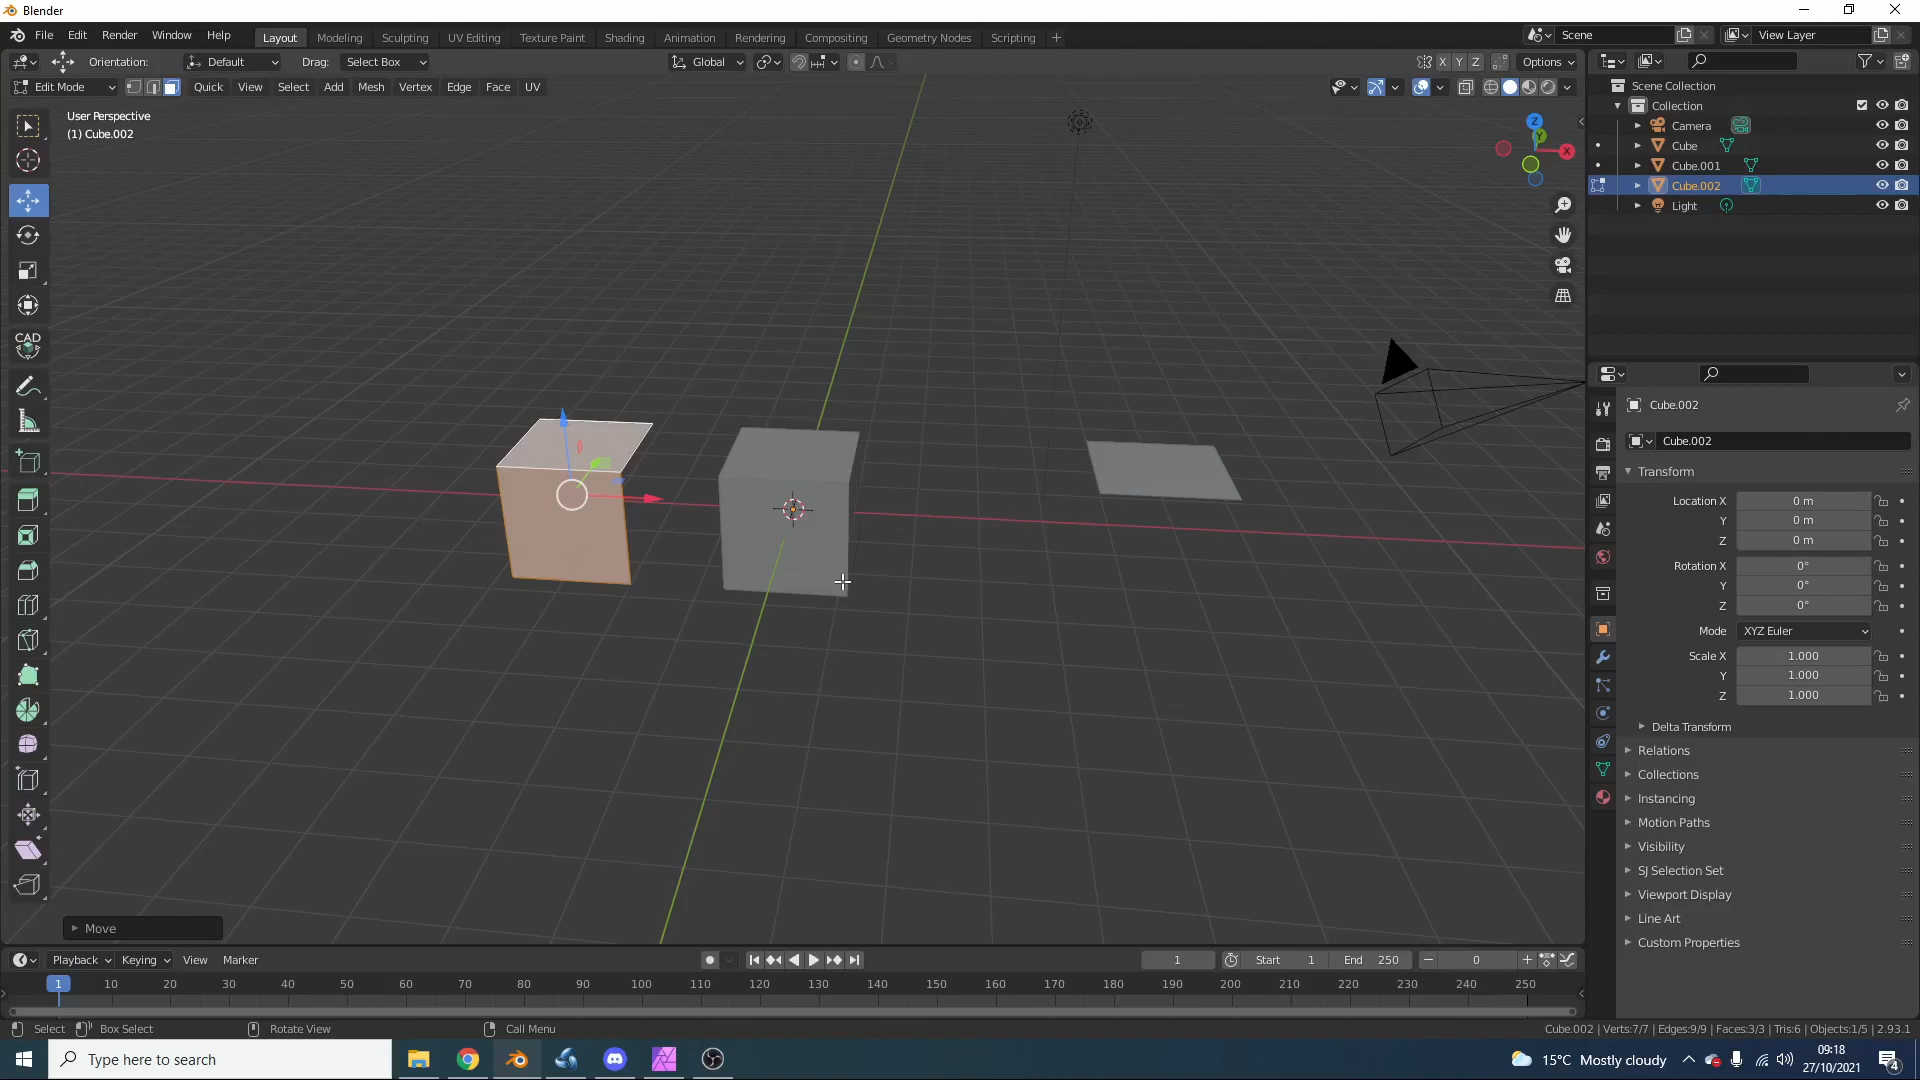 Blender
File Edit Render Window Help
Layout Modeling Sculpting UV Editing Texture Paint Shading Animation Rendering Compositing Geometry Nodes Scripting +
Scene
View Layer
Orientation: Default Drag: Select Box
Global
X Y Z Options
Edit Mode Quick View Select Add Mesh Vertex Edge Face UV
User Perspective
(1) Cube.002
Z
Y
X
CAD
Move
Scene Collection
Collection
Camera
Cube
Cube.001
Cube.002
Light
Cube.002
Cube.002
Transform
Location X 0 m
Y 0 m
Z 0 m
Rotation X 0°
Y 0°
Z 0°
Mode XYZ Euler
Scale X 1.000
Y 1.000
Z 1.000
Delta Transform
Relations
Collections
Instancing
Motion Paths
Visibility
SJ Selection Set
Viewport Display
Line Art
Custom Properties
Playback Keying View Marker
1 Start 1 End 250 0
1 10 20 30 40 50 60 70 80 90 100 110 120 130 140 150 160 170 180 190 200 210 220 230 240 250
Select Box Select Rotate View Call Menu
Cube.002 | Verts:7/7 | Edges:9/9 | Faces:3/3 | Tris:6 | Objects:1/5 | 2.93.1
Type here to search
15°C Mostly cloudy
09:18
27/10/2021
4